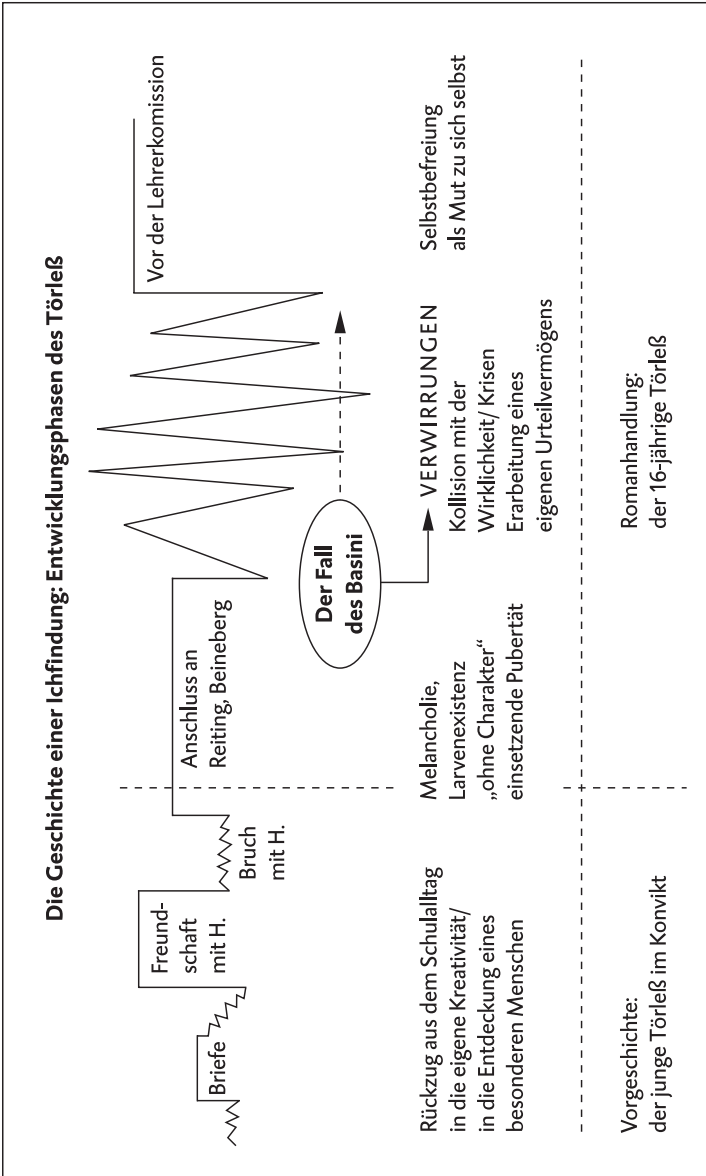 Die Geschichte einer Ichfindung: Entwicklungsphasen des Törleß
Briefe
Freund-
schaft
mit H.
Bruch
mit H.
Anschluss an
Reiting, Beineberg
Vor der Lehrerkomission
Der Fall
des Basini
Rückzug aus dem Schulalltag
in die eigene Kreativität/
in die Entdeckung eines
besonderen Menschen
Melancholie,
Larvenexistenz
„ohne Charakter“
einsetzende Pubertät
VERWIRRUNGEN
Kollision mit der
Wirklichkeit/ Krisen
Erarbeitung eines
eigenen Urteilvermögens
Selbstbefreiung
als Mut zu sich selbst
Vorgeschichte:
der junge Törleß im Konvikt
Romanhandlung:
der 16-jährige Törleß